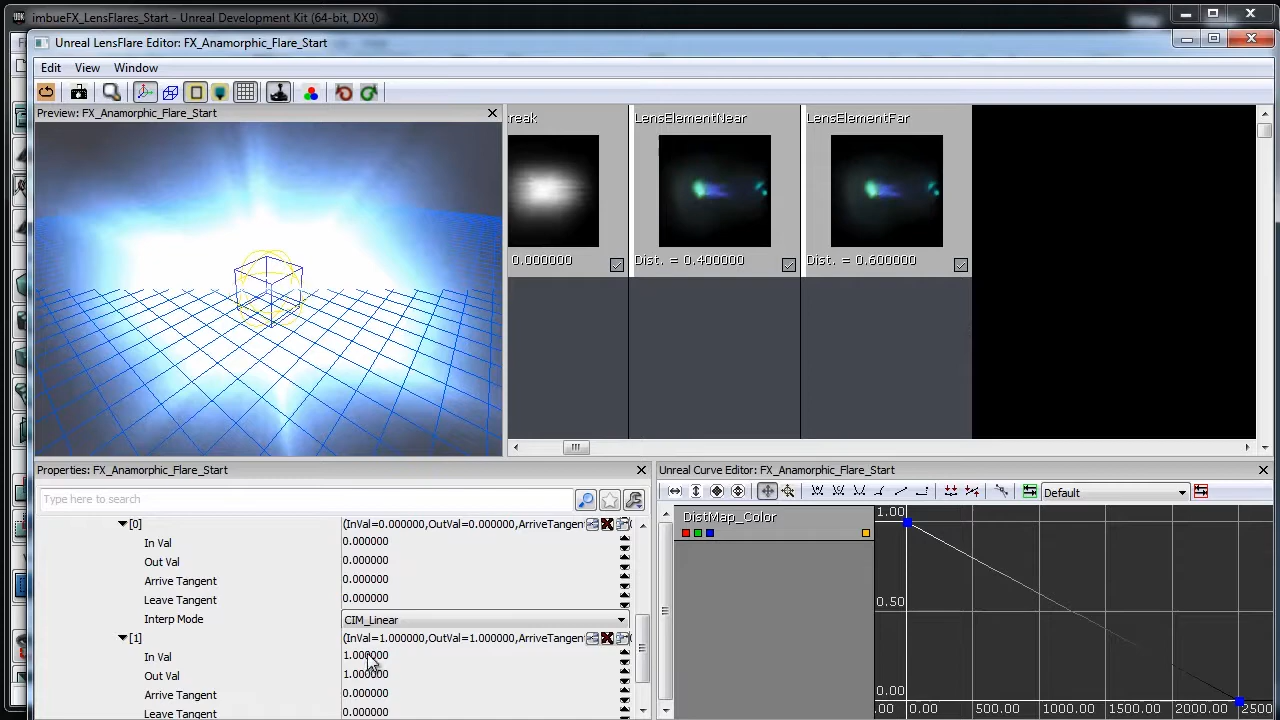 imbueFX_LensFlares_Start - Unreal Development Kit (64-bit, DX9)
Unreal LensFlare Editor: FX_Anamorphic_Flare_Start
Edit View Window
Preview: FX_Anamorphic_Flare_Start
reak LensElementNear LensElementFar
0.000000 Dist. = 0.400000 Dist. = 0.600000
Properties: FX_Anamorphic_Flare_Start
Type here to search
[0] (InVal=0.000000,OutVal=0.000000,ArriveTangen
In Val 0.000000
Out Val 0.000000
Arrive Tangent 0.000000
Leave Tangent 0.000000
Interp Mode CIM_Linear
[1] (InVal=1.000000,OutVal=1.000000,ArriveTangen
In Val 1.000000
Out Val 1.000000
Arrive Tangent 0.000000
Leave Tangent 0.000000
Unreal Curve Editor: FX_Anamorphic_Flare_Start
Default
DistMap_Color
1.00
0.50
0.00
.00 0.00 500.00 1000.00 1500.00 2000.00 2500